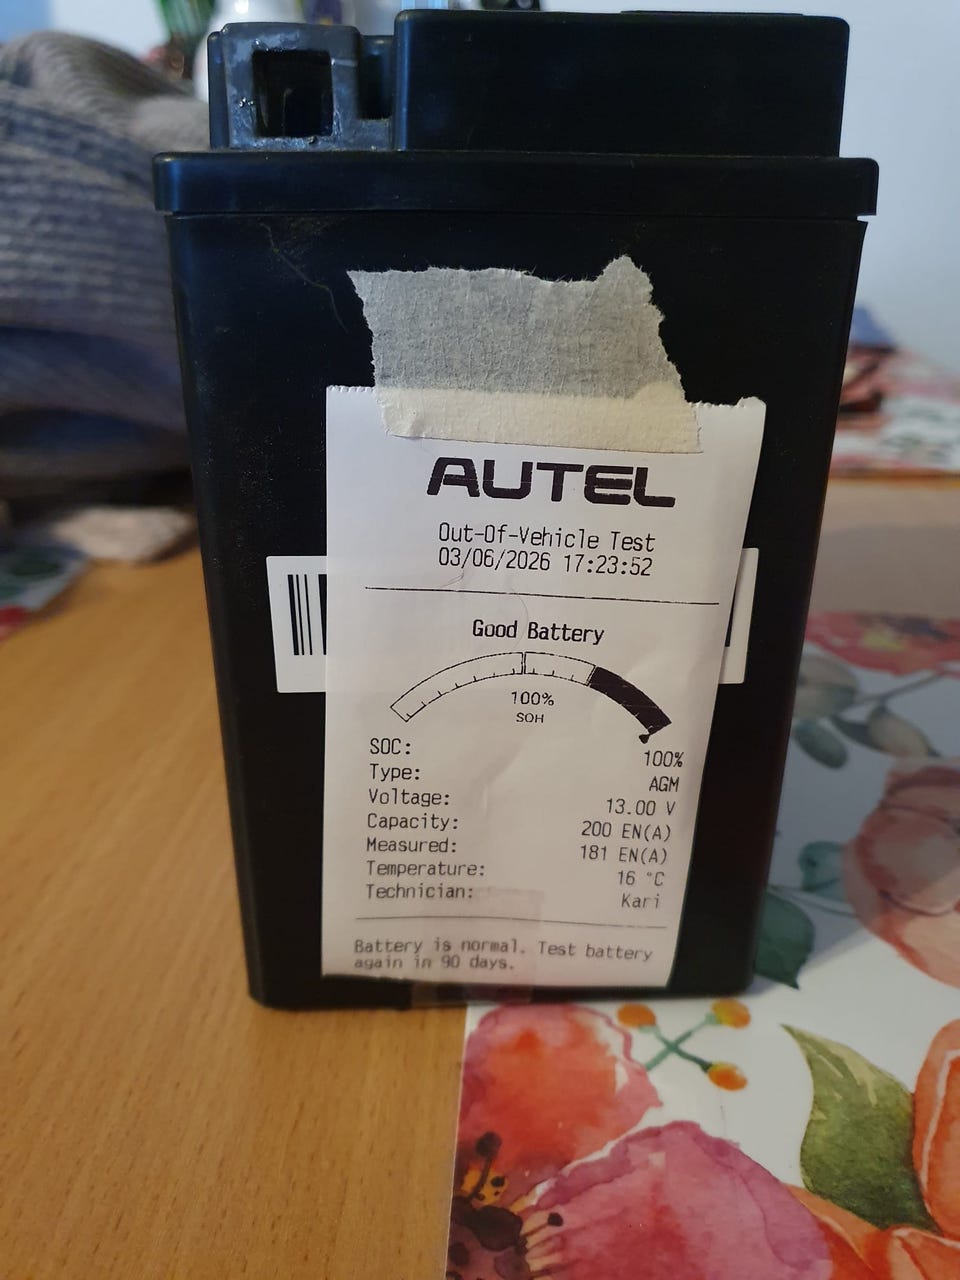 AUTEL
Out-Of-Vehicle Test
03/06/2026 17:23:52
Good Battery
100%
SOH
SOC: 100%
Type: AGM
Voltage: 13.00 V
Capacity: 200 EN(A)
Measured: 181 EN(A)
Temperature: 16 °C
Technician: Kari
Battery is normal. Test battery
again in 90 days.